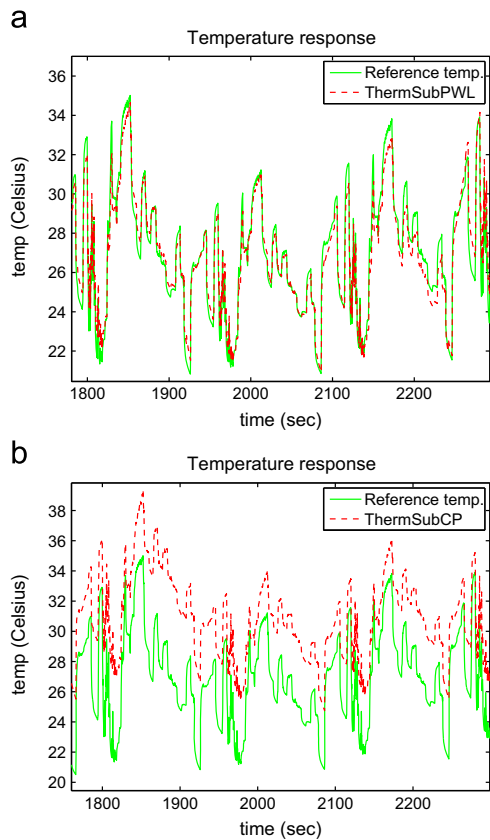 a
Temperature response
Reference temp.
ThermSubPWL
36
34
32
30
28
26
24
22
temp (Celsius)
1800 1900 2000 2100 2200
time (sec)
b
Temperature response
Reference temp.
ThermSubCP
38
36
34
32
30
28
26
24
22
20
temp (Celsius)
1800 1900 2000 2100 2200
time (sec)